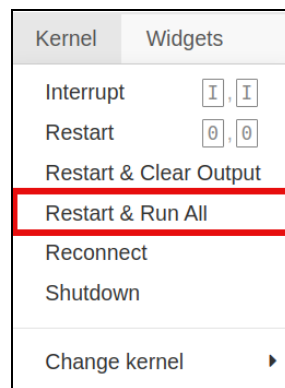 Kernel Widgets
Interrupt I,I
Restart 0,0
Restart & Clear Output
Restart & Run All
Reconnect
Shutdown
Change kernel